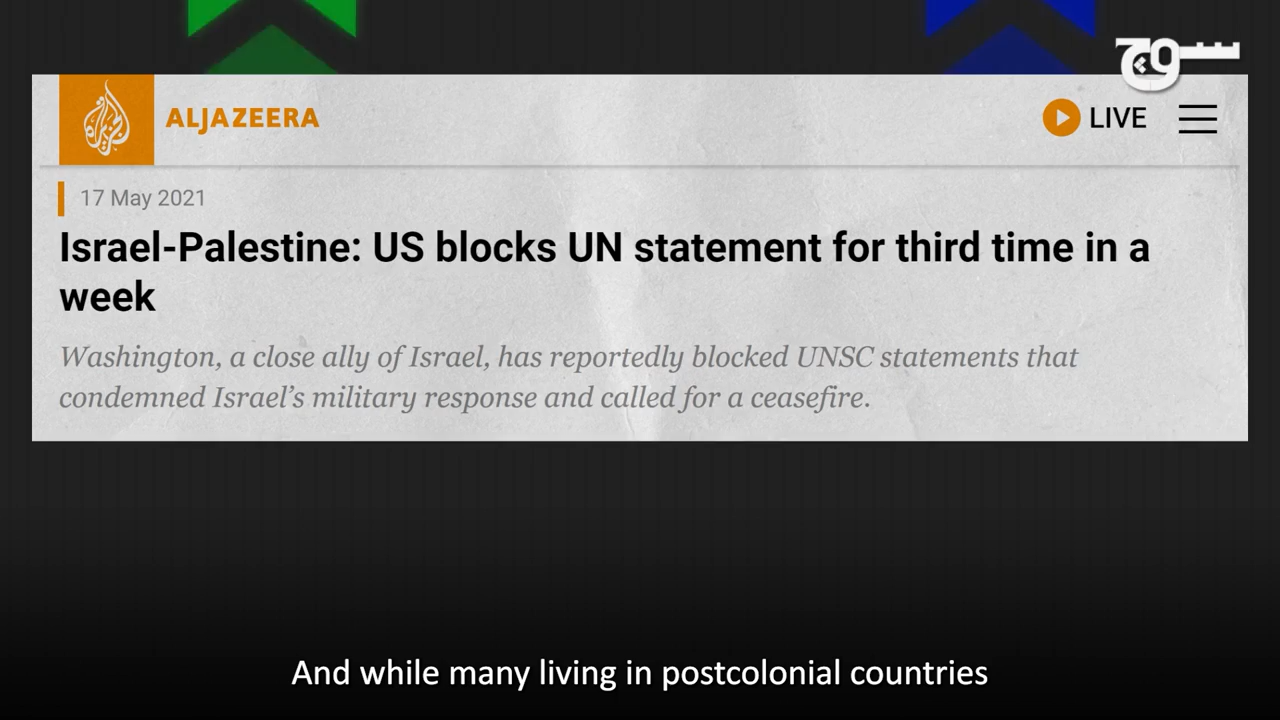 سوچ
ALJAZEERA
LIVE
17 May 2021
Israel-Palestine: US blocks UN statement for third time in a
week
Washington, a close ally of Israel, has reportedly blocked UNSC statements that
condemned Israel’s military response and called for a ceasefire.
And while many living in postcolonial countries